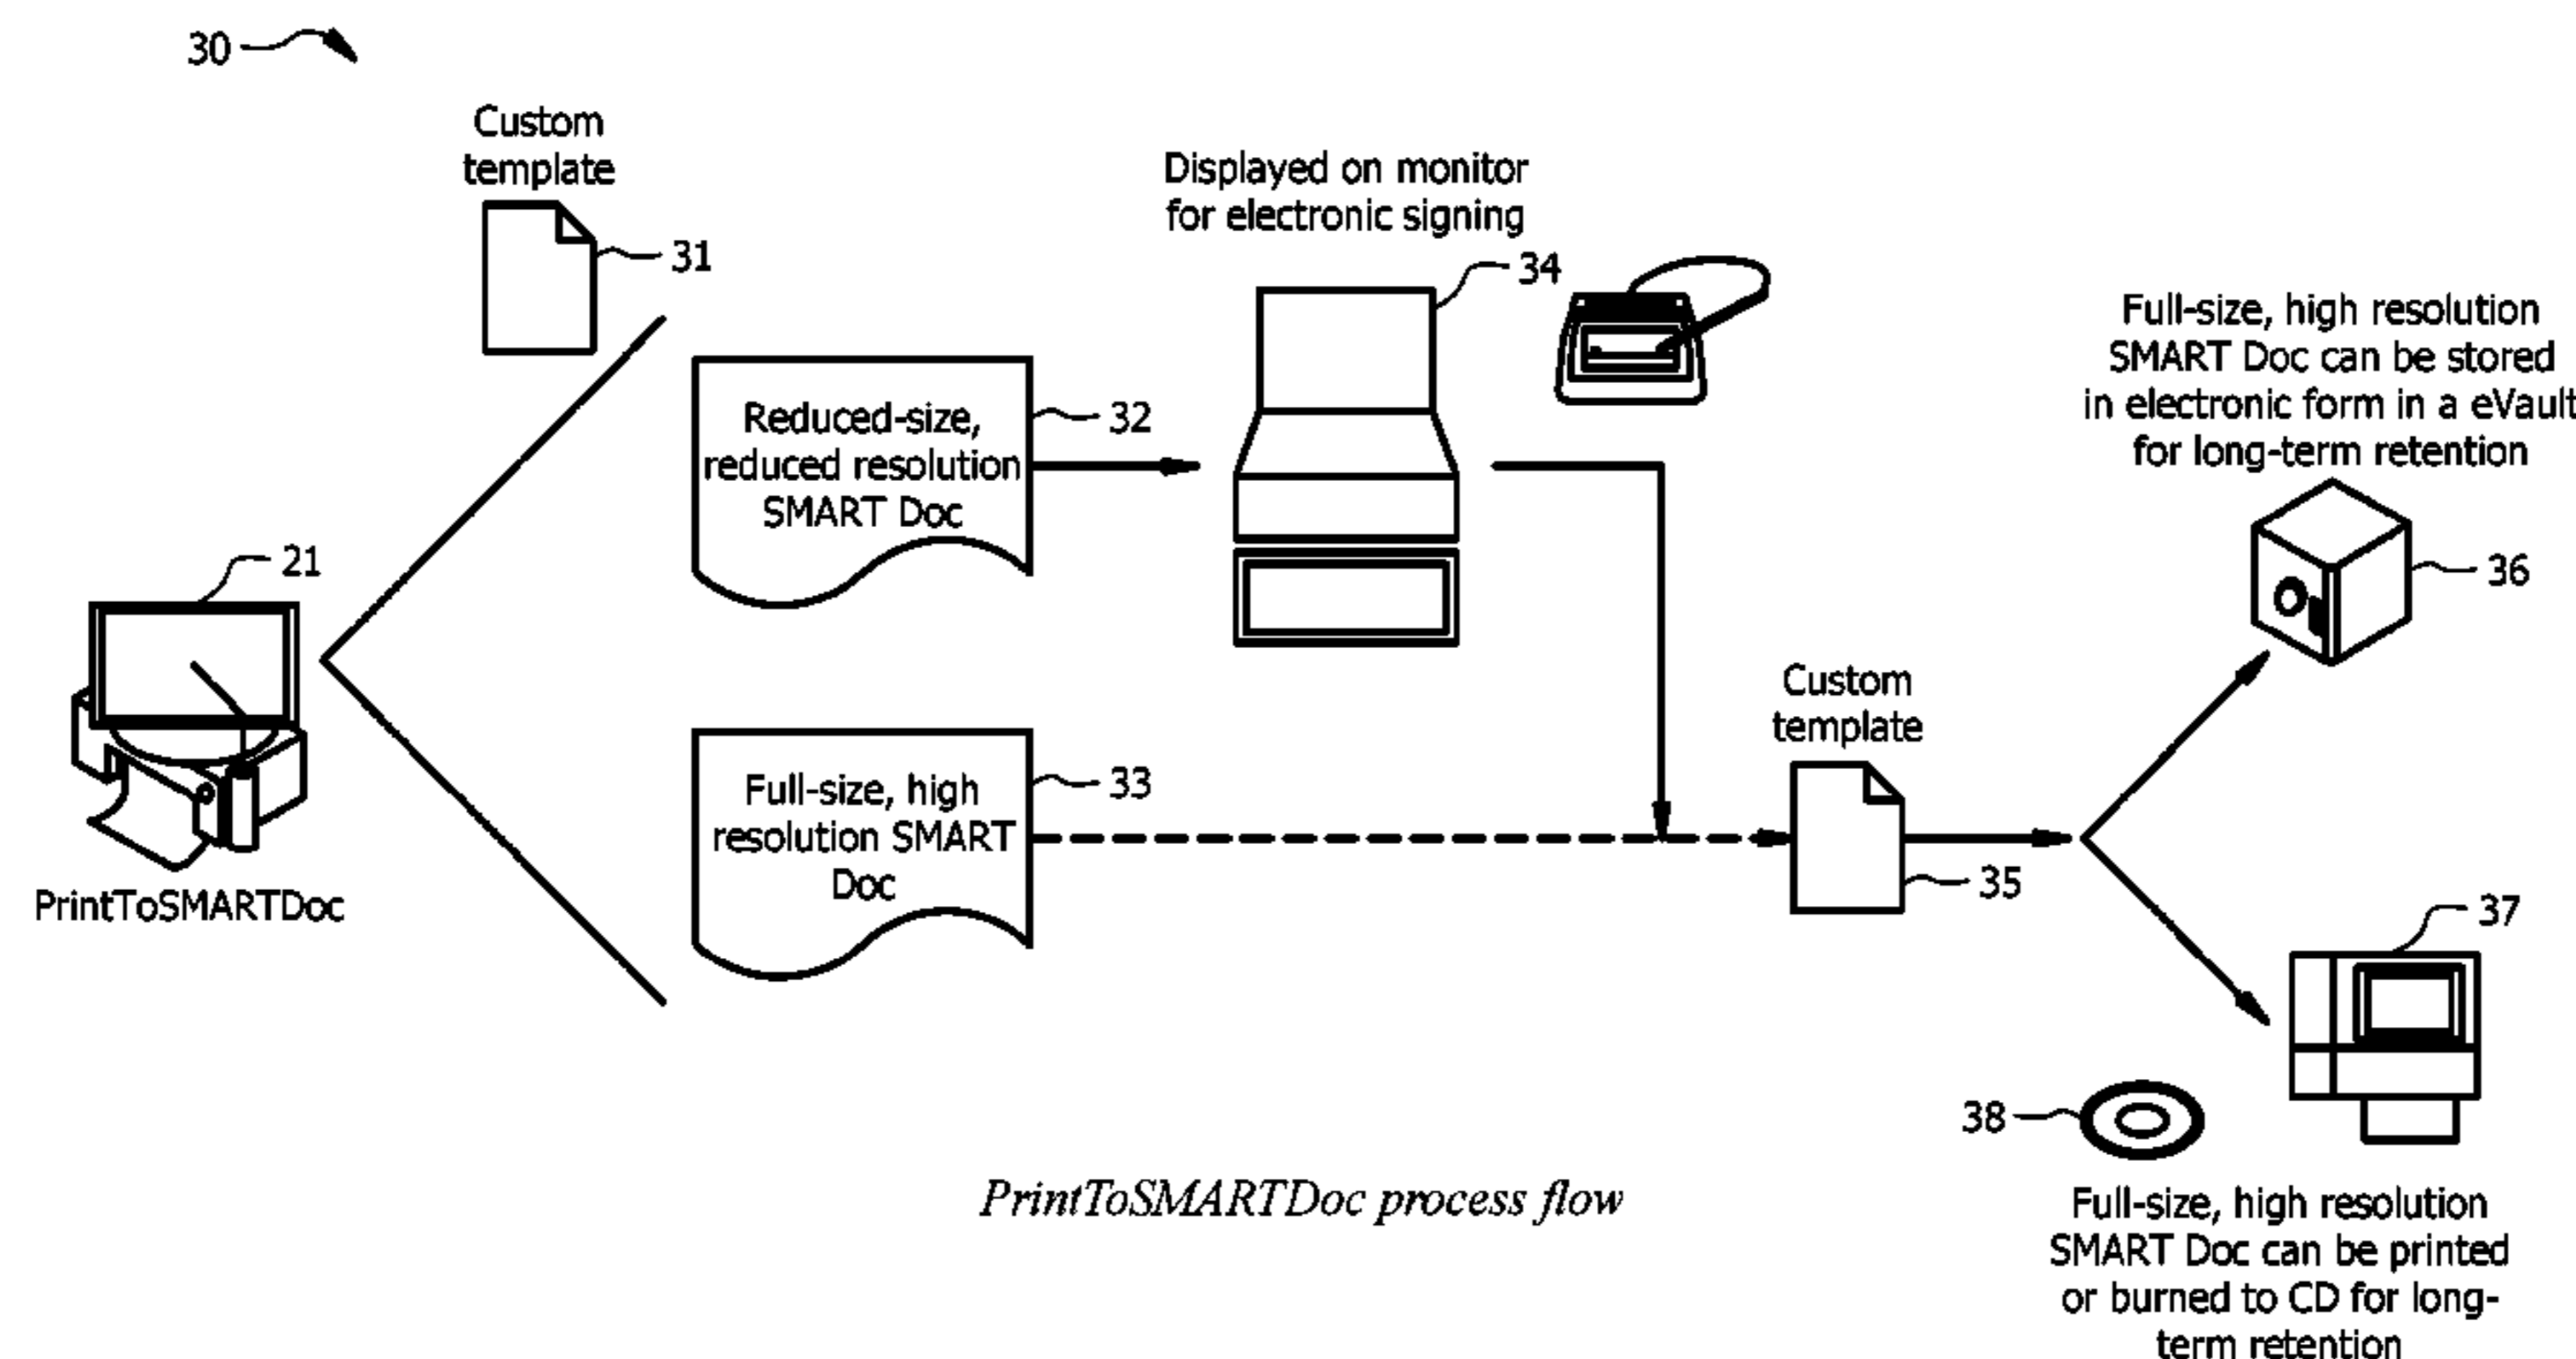 30
Custom
template
31
Displayed on monitor
for electronic signing
34
Reduced-size,
reduced resolution
SMART Doc
32
Full-size, high resolution
SMART Doc can be stored
in electronic form in a eVault
for long-term retention
36
21
PrintToSMARTDoc
Full-size, high
resolution SMART
Doc
33
Custom
template
35
37
38
Full-size, high resolution
SMART Doc can be printed
or burned to CD for long-
term retention
PrintToSMARTDoc process flow